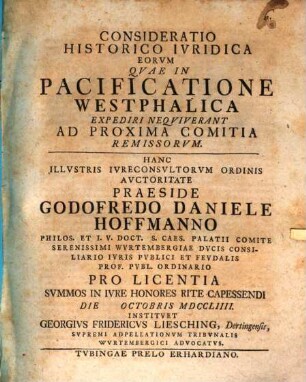 CONSIDERATIO
HISTORICO IVRIDICA
EORVM
QVAE IN
PACIFICATIONE
WESTPHALICA
EXPEDIRI NEQVIVERANT
AD PROXIMA COMITIA
REMISSORVM.
HANC
ILLVSTRIS IVRECONSVLTORVM ORDINIS
AVCTORITATE
PRAESIDE
GODOFREDO DANIELE
HOFFMANNO
PHILOS. ET I. V. DOCT. S. CAES. PALATII COMITE
SERENISSIMI WVRTEMBERGIAE DVCIS CONSI-
LIARIO IVRIS PVBLICI ET FEVDALIS
PROF. PVBL. ORDINARIO
PRO LICENTIA
SVMMOS IN IVRE HONORES RITE CAPESSENDI
DIE OCTOBRIS MDCCLIIII.
INSTITVET
GEORGIVS FRIDERICVS LIESCHING, Deringensis,
SVPREMI ADPELLATIONVM TRIBVNALIS
WVRTEMBERGICI ADVOCATVS.
TVBINGAE PRELO ERHARDIANO.